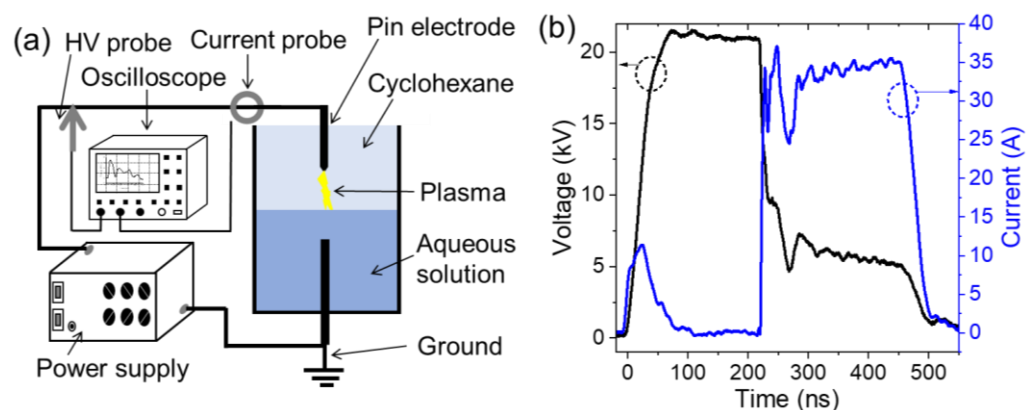 (a)
HV probe
Current probe
Oscilloscope
Pin electrode
Cyclohexane
Plasma
Aqueous
solution
Power supply
Ground
(b)
Voltage (kV)
20
15
10
5
0
Current (A)
40
35
30
25
20
15
10
5
0
0 100 200 300 400 500
Time (ns)